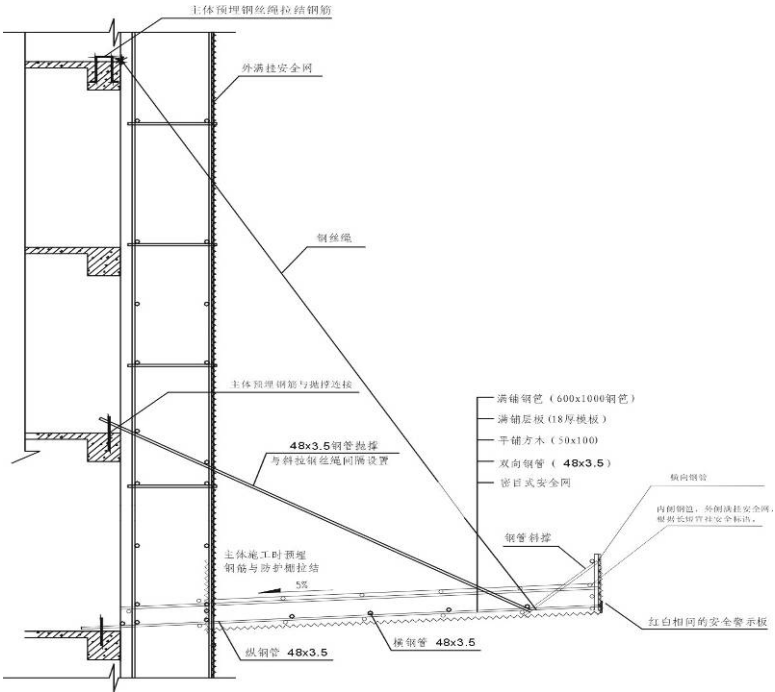 主体预埋钢丝绳拉结钢筋
外满挂安全网
钢丝绳
主体预埋钢筋与抛撑连接
满铺钢笆（600x1000钢笆）
满铺层板(18厚模板)
平铺方木(50x100)
双向钢管( 48x3.5)
密目式安全网
48x3.5钢管抛撑
与斜拉钢丝绳间隔设置
横向钢管
内侧钢笆，外侧满挂安全网，
钢管斜撑
主体施工时预埋
钢筋与防护棚拉结
5%
红白相间的安全警示板
横钢管 48x3.5
纵钢管 48x3.5